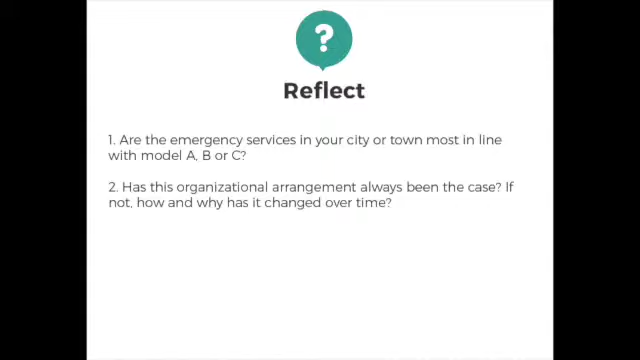 ?
Reflect
1. Are the emergency services in your city or town most in line
with model A, B or C?
2. Has this organizational arrangement always been the case? If
not, how and why has it changed over time?